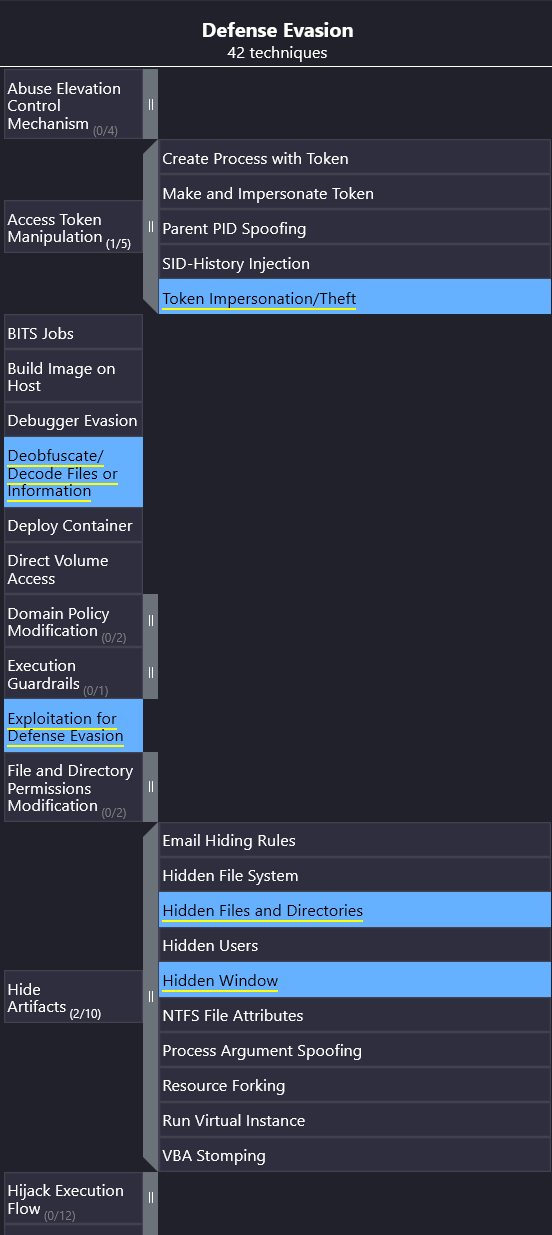 Defense Evasion
42 techniques
Abuse Elevation
Control
Mechanism (0/4)
Access Token
Manipulation (1/5)
Create Process with Token
Make and Impersonate Token
Parent PID Spoofing
SID-History Injection
Token Impersonation/Theft
BITS Jobs
Build Image on
Host
Debugger Evasion
Deobfuscate/
Decode Files or
Information
Deploy Container
Direct Volume
Access
Domain Policy
Modification (0/2)
Execution
Guardrails (0/1)
Exploitation for
Defense Evasion
File and Directory
Permissions
Modification (0/2)
Hide
Artifacts (2/10)
Email Hiding Rules
Hidden File System
Hidden Files and Directories
Hidden Users
Hidden Window
NTFS File Attributes
Process Argument Spoofing
Resource Forking
Run Virtual Instance
VBA Stomping
Hijack Execution
Flow (0/12)